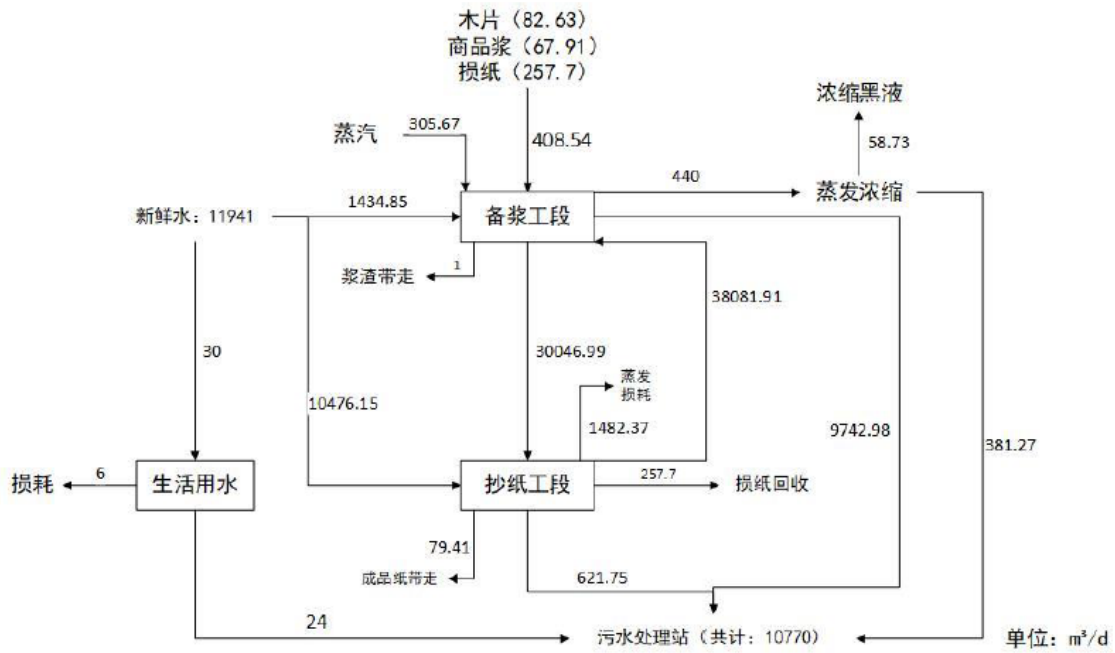 木片（82.63）
商品浆（67.91）
损纸（257.7）
浓缩黑液
蒸汽
305.67
408.54
58.73
440
蒸发浓缩
新鲜水：11941
1434.85
备浆工段
浆渣带走
1
38081.91
30
30046.99
蒸发
损耗
10476.15
1482.37
9742.98
381.27
损耗
6
生活用水
抄纸工段
257.7
损纸回收
79.41
成品纸带走
621.75
24
污水处理站（共计：10770）
单位：m³/d